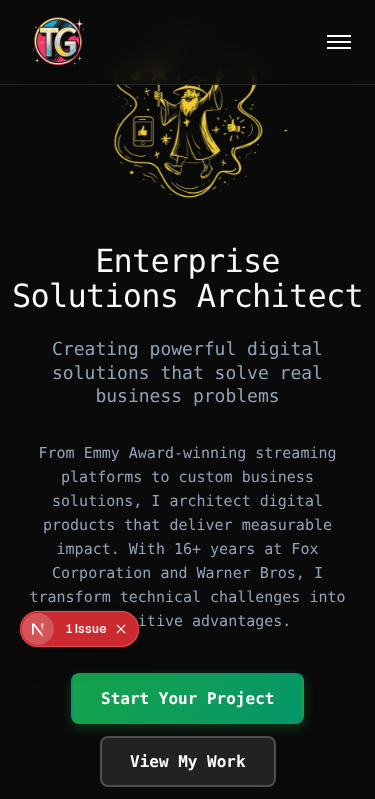 TG
Enterprise
Solutions Architect
Creating powerful digital
solutions that solve real
business problems
From Emmy Award-winning streaming
platforms to custom business
solutions, I architect digital
products that deliver measurable
impact. With 16+ years at Fox
Corporation and Warner Bros, I
transform technical challenges into
itive advantages.
N 1 Issue
Start Your Project
View My Work